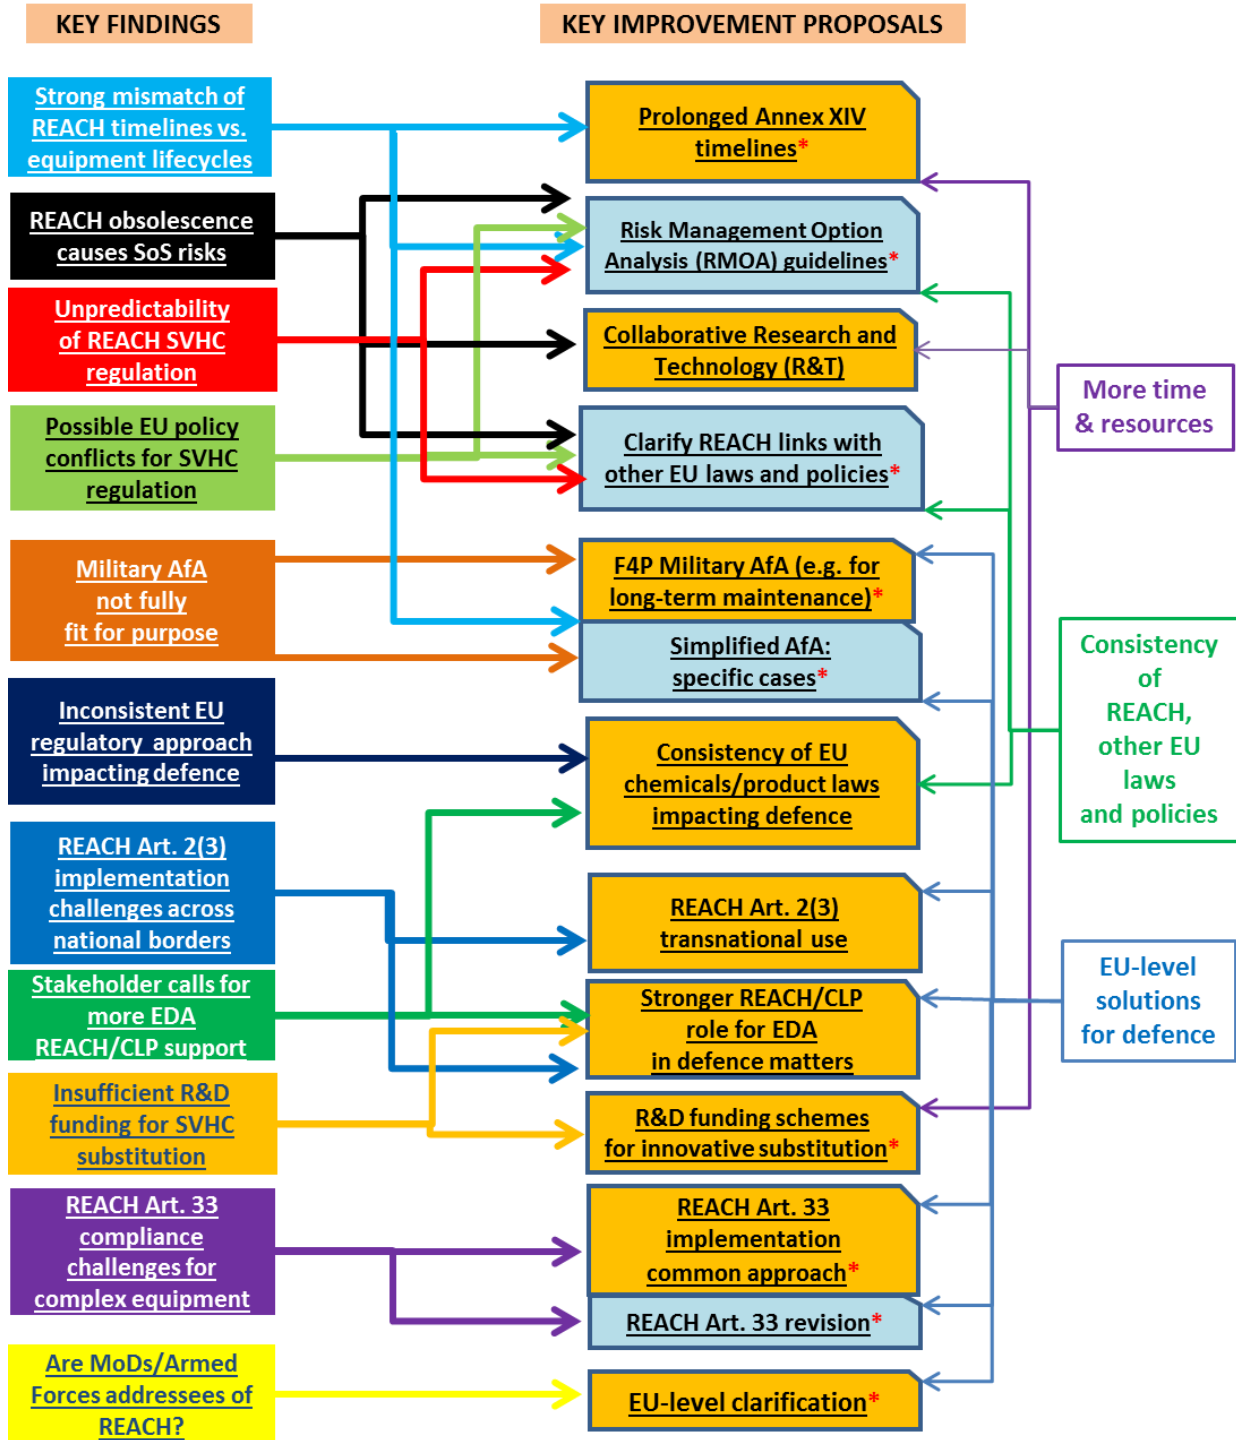 KEY FINDINGS
KEY IMPROVEMENT PROPOSALS
Strong mismatch of
REACH timelines vs.
equipment lifecycles
REACH obsolescence
causes SoS risks
Unpredictability
of REACH SVHC
regulation
Possible EU policy
conflicts for SVHC
regulation
Military AfA
not fully
fit for purpose
Inconsistent EU
regulatory approach
impacting defence
REACH Art. 2(3)
implementation
challenges across
national borders
Stakeholder calls for
more EDA
REACH/CLP support
Insufficient R&D
funding for SVHC
substitution
REACH Art. 33
compliance
challenges for
complex equipment
Are MoDs/Armed
Forces addressees of
REACH?
Prolonged Annex XIV
timelines*
Risk Management Option
Analysis (RMOA) guidelines*
Collaborative Research and
Technology (R&T)
Clarify REACH links with
other EU laws and policies*
F4P Military AfA (e.g. for
long-term maintenance)*
Simplified AfA:
specific cases*
Consistency of EU
chemicals/product laws
impacting defence
REACH Art. 2(3)
transnational use
Stronger REACH/CLP
role for EDA
in defence matters
R&D funding schemes
for innovative substitution*
REACH Art. 33
implementation
common approach*
REACH Art. 33 revision*
EU-level clarification*
More time
& resources
Consistency
of
REACH,
other EU
laws
and policies
EU-level
solutions
for defence